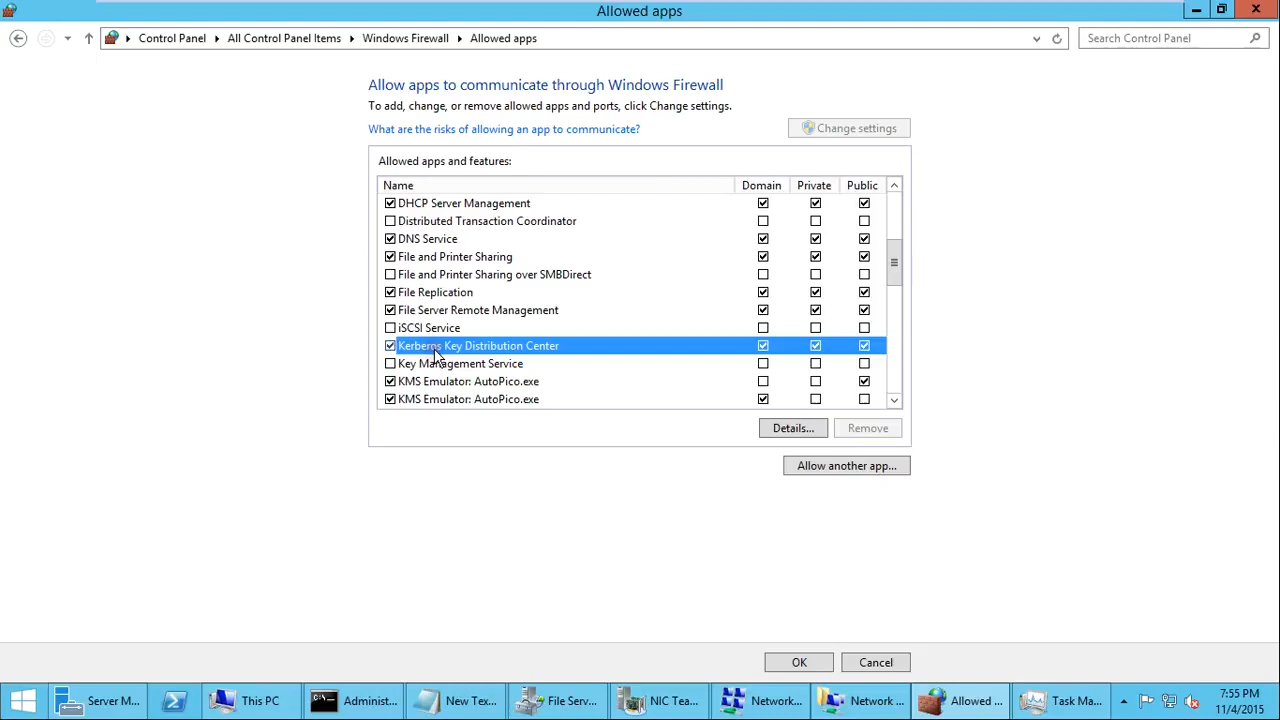 Allowed apps
Control Panel
All Control Panel Items
Windows Firewall
Allowed apps
Search Control Panel
Allow apps to communicate through Windows Firewall
To add, change, or remove allowed apps and ports, click Change settings.
What are the risks of allowing an app to communicate?
Change settings
Allowed apps and features:
Name Domain Private Public
DHCP Server Management
Distributed Transaction Coordinator
DNS Service
File and Printer Sharing
File and Printer Sharing over SMBDirect
File Replication
File Server Remote Management
iSCSI Service
Kerberos Key Distribution Center
Key Management Service
KMS Emulator: AutoPico.exe
KMS Emulator: AutoPico.exe
Details...
Remove
Allow another app...
OK
Cancel
Server M...
This PC
Administ...
New Tex...
File Serv...
NIC Tea...
Network...
Network ...
Allowed ...
Task Ma...
7:55 PM
11/4/2015